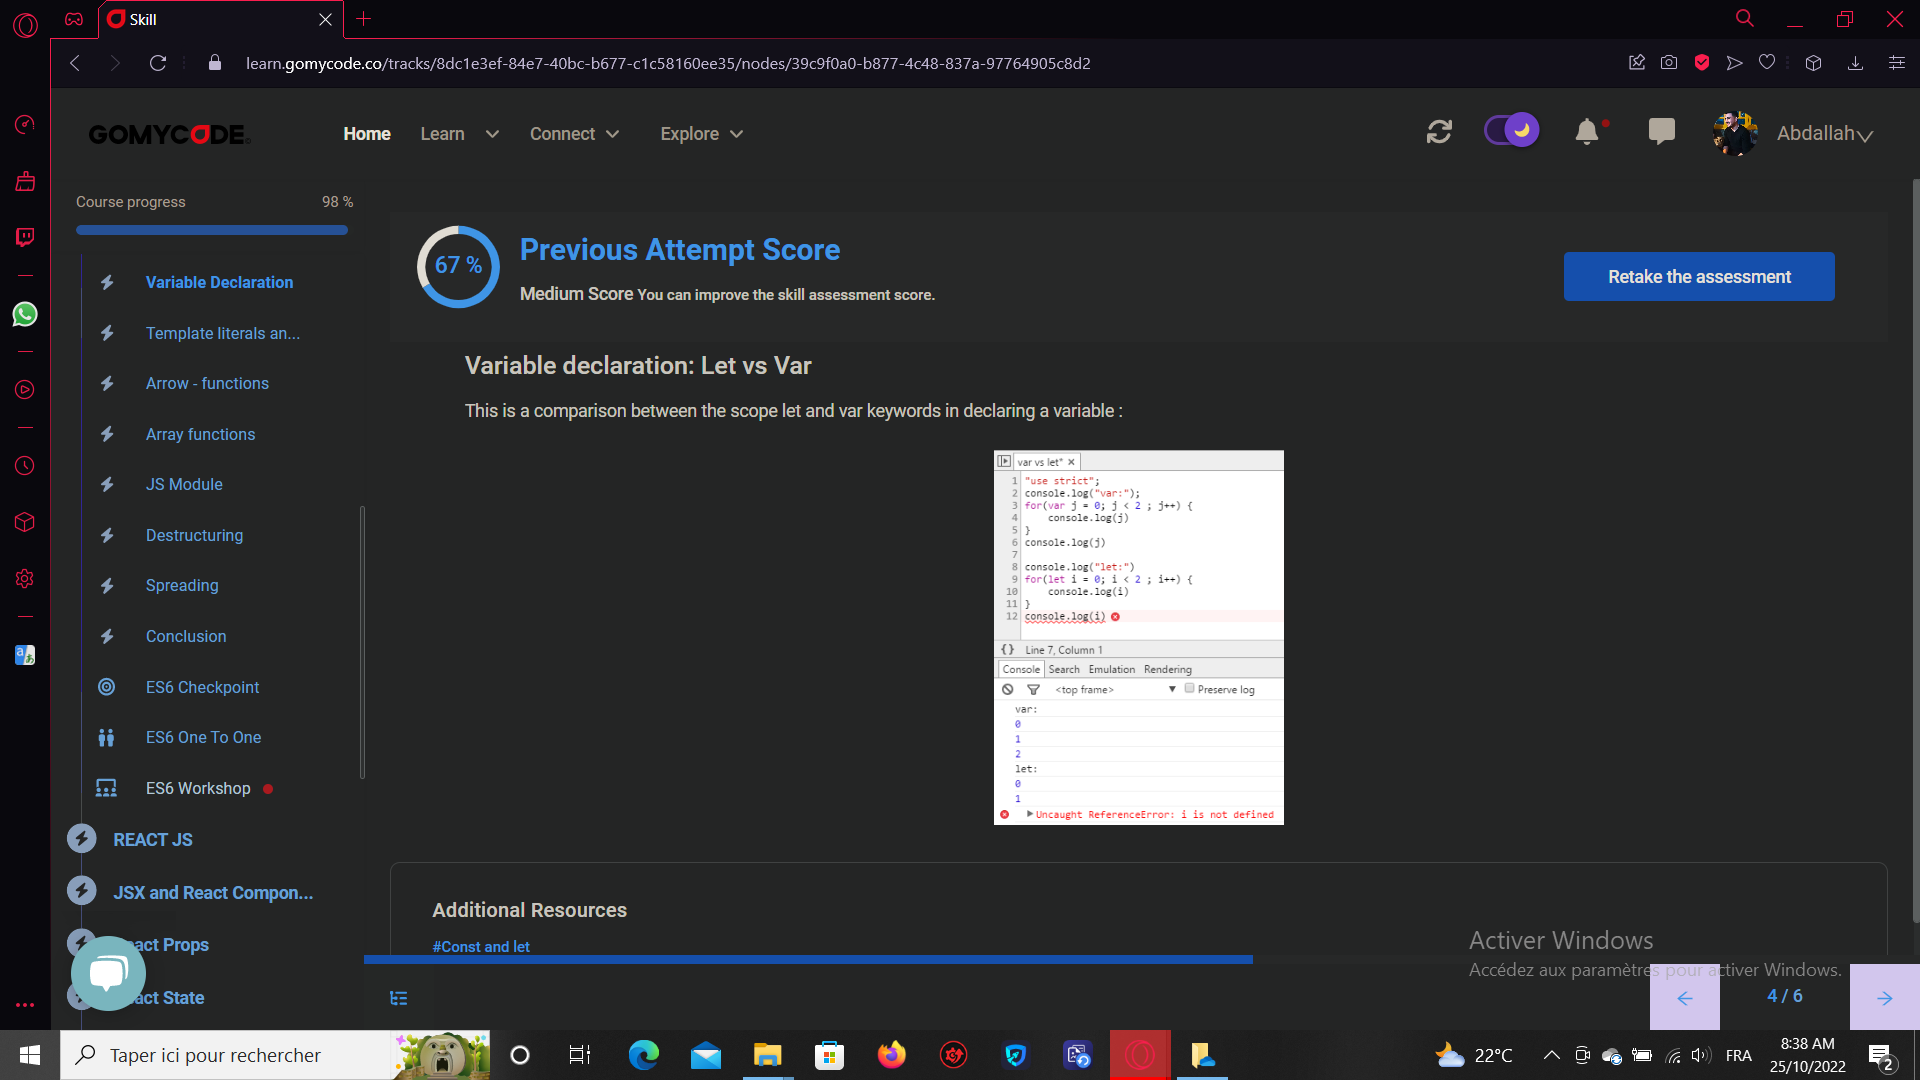 Skill
learn.gomycode.co/tracks/8dc1e3ef-84e7-40bc-b677-c1c58160ee35/nodes/39c9f0a0-b877-4c48-837a-97764905c8d2
GOMYCODE
Home
Learn
Connect
Explore
Abdallah
Course progress
98 %
Variable Declaration
Template literals an...
Arrow - functions
Array functions
JS Module
Destructuring
Spreading
Conclusion
ES6 Checkpoint
ES6 One To One
ES6 Workshop
REACT JS
JSX and React Compon...
act Props
act State
67 %
Previous Attempt Score
Medium Score You can improve the skill assessment score.
Retake the assessment
Variable declaration: Let vs Var
This is a comparison between the scope let and var keywords in declaring a variable :
var vs let* ×
1 "use strict";
2 console.log("var:");
3 for(var j = 0; j < 2 ; j++) {
4 console.log(j)
5 }
6 console.log(j)
7
8 console.log("let:")
9 for(let i = 0; i < 2 ; i++) {
10 console.log(i)
11 }
12 console.log(i)
{} Line 7, Column 1
Console Search Emulation Rendering
<top frame> ▼ Preserve log
var:
0
1
2
let:
0
1
Uncaught ReferenceError: i is not defined
Additional Resources
#Const and let
Activer Windows
Accédez aux paramètres pour activer Windows.
4 / 6
Taper ici pour rechercher
22°C
FRA
8:38 AM
25/10/2022
2